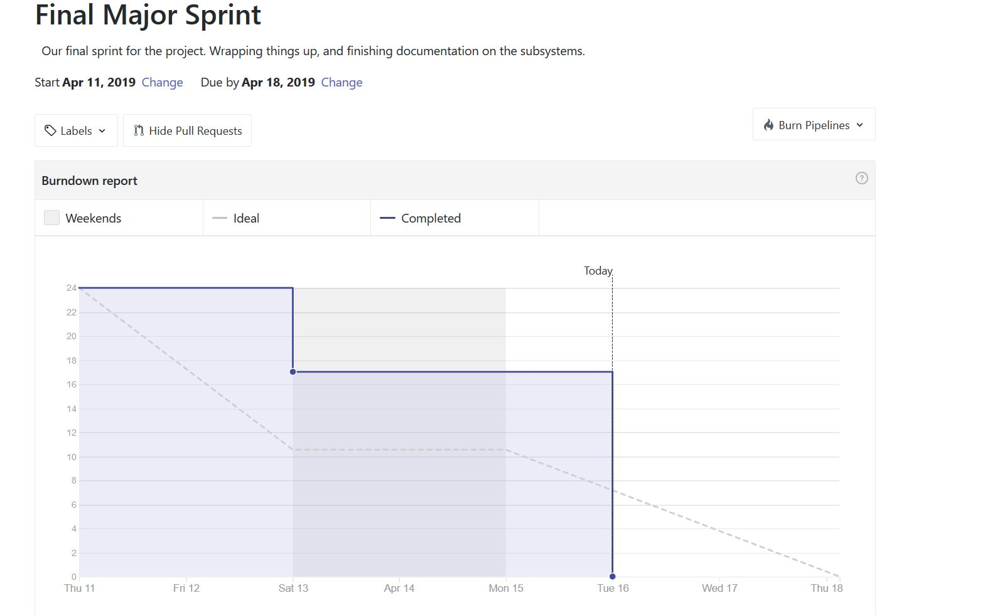 Final Major Sprint
Our final sprint for the project. Wrapping things up, and finishing documentation on the subsystems.
Start Apr 11, 2019 Change Due by Apr 18, 2019 Change
Labels Hide Pull Requests Burn Pipelines
Burndown report ?
Weekends Ideal Completed
Today
24
22
20
18
16
14
12
10
8
6
4
2
0
Thu 11 Fri 12 Sat 13 Apr 14 Mon 15 Tue 16 Wed 17 Thu 18